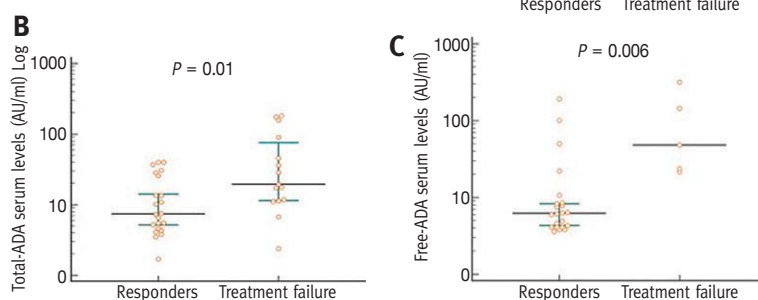 Responders Treatment failure
B
Total-ADA serum levels (AU/ml) Log
1000
100
10
0
P = 0.01
Responders Treatment failure
C
Free-ADA serum levels (AU/ml)
1000
100
10
0
P = 0.006
Responders Treatment failure